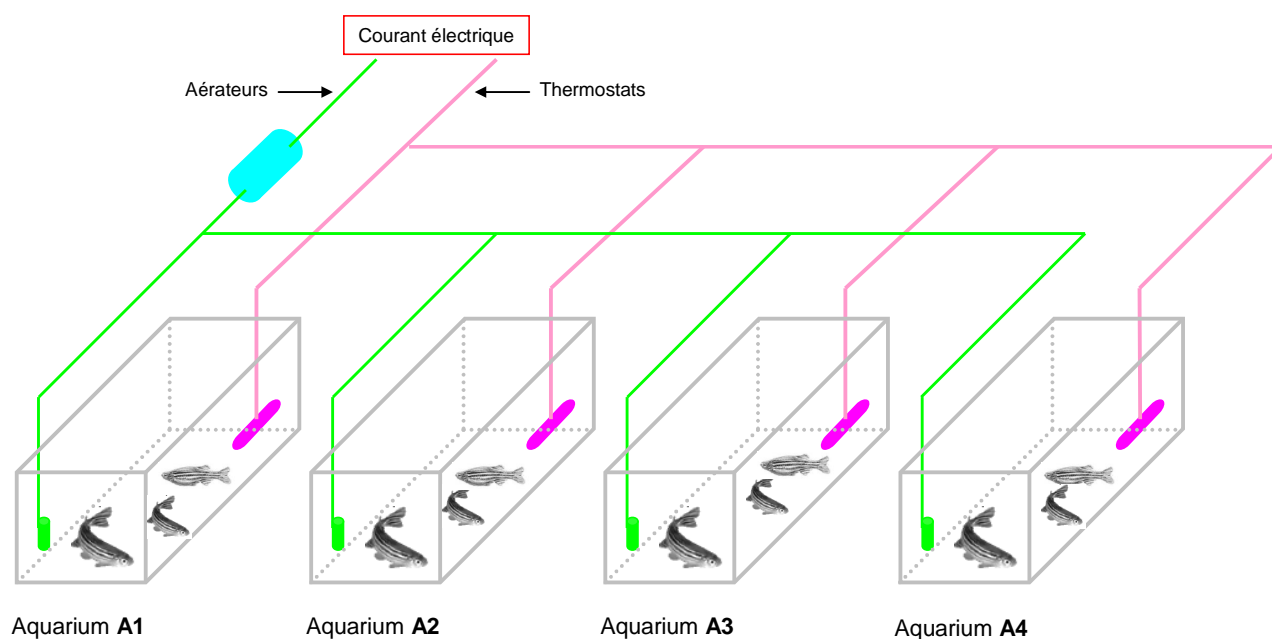 Courant électrique
Aérateurs
Thermostats
Aquarium A1
Aquarium A2
Aquarium A3
Aquarium A4